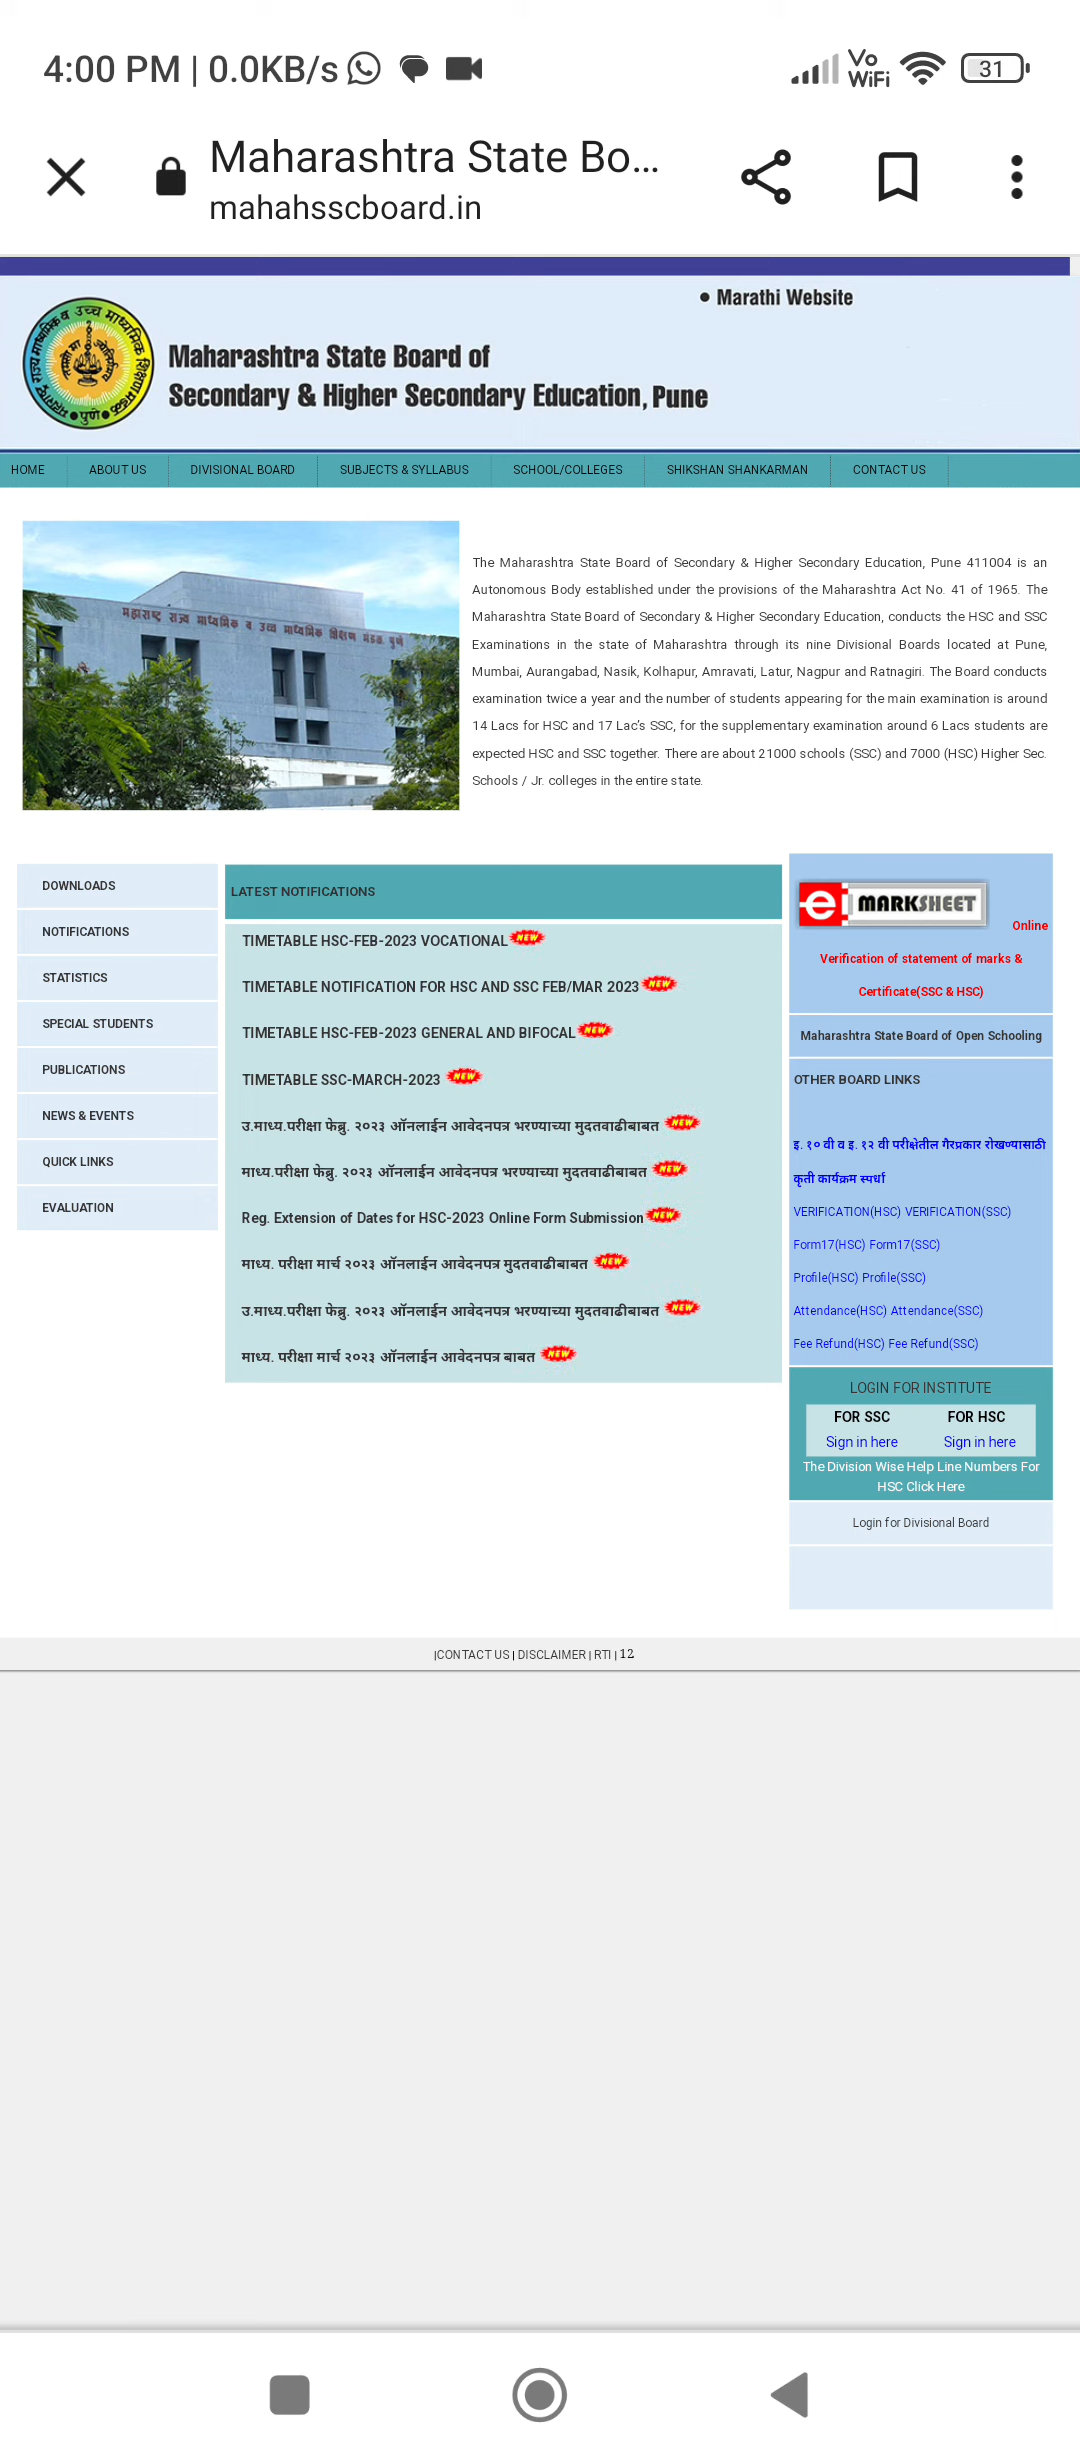 4:00 PM | 0.0KB/s
Vo
WiFi
31
Maharashtra State Bo...
mahahsscboard.in
• Marathi Website
Maharashtra State Board of
Secondary & Higher Secondary Education, Pune
HOME ABOUT US DIVISIONAL BOARD SUBJECTS & SYLLABUS SCHOOL/COLLEGES SHIKSHAN SHANKARMAN CONTACT US
महाराष्ट्र राज्य माध्यमिक व उच्च माध्यमिक शिक्षण मंडळ, पुणे
The Maharashtra State Board of Secondary & Higher Secondary Education, Pune 411004 is an
Autonomous Body established under the provisions of the Maharashtra Act No. 41 of 1965. The
Maharashtra State Board of Secondary & Higher Secondary Education, conducts the HSC and SSC
Examinations in the state of Maharashtra through its nine Divisional Boards located at Pune,
Mumbai, Aurangabad, Nasik, Kolhapur, Amravati, Latur, Nagpur and Ratnagiri. The Board conducts
examination twice a year and the number of students appearing for the main examination is around
14 Lacs for HSC and 17 Lac's SSC, for the supplementary examination around 6 Lacs students are
expected HSC and SSC together. There are about 21000 schools (SSC) and 7000 (HSC) Higher Sec.
Schools / Jr. colleges in the entire state.
DOWNLOADS
NOTIFICATIONS
STATISTICS
SPECIAL STUDENTS
PUBLICATIONS
NEWS & EVENTS
QUICK LINKS
EVALUATION
LATEST NOTIFICATIONS
TIMETABLE HSC-FEB-2023 VOCATIONAL NEW
TIMETABLE NOTIFICATION FOR HSC AND SSC FEB/MAR 2023 NEW
TIMETABLE HSC-FEB-2023 GENERAL AND BIFOCAL NEW
TIMETABLE SSC-MARCH-2023 NEW
उ.माध्य.परीक्षा फेब्रु. २०२३ ऑनलाईन आवेदनपत्र भरण्याच्या मुदतवाढीबाबत NEW
माध्य.परीक्षा फेब्रु. २०२३ ऑनलाईन आवेदनपत्र भरण्याच्या मुदतवाढीबाबत NEW
Reg. Extension of Dates for HSC-2023 Online Form Submission NEW
माध्य. परीक्षा मार्च २०२३ ऑनलाईन आवेदनपत्र मुदतवाढीबाबत NEW
उ.माध्य.परीक्षा फेब्रु. २०२३ ऑनलाईन आवेदनपत्र भरण्याच्या मुदतवाढीबाबत NEW
माध्य. परीक्षा मार्च २०२३ ऑनलाईन आवेदनपत्र बाबत NEW
e MARKSHEET Online
Verification of statement of marks &
Certificate(SSC & HSC)
Maharashtra State Board of Open Schooling
OTHER BOARD LINKS
इ. १० वी व इ. १२ वी परीक्षेतील गैरप्रकार रोखण्यासाठी
कृती कार्यक्रम स्पर्धा
VERIFICATION(HSC) VERIFICATION(SSC)
Form17(HSC) Form17(SSC)
Profile(HSC) Profile(SSC)
Attendance(HSC) Attendance(SSC)
Fee Refund(HSC) Fee Refund(SSC)
LOGIN FOR INSTITUTE
FOR SSC FOR HSC
Sign in here Sign in here
The Division Wise Help Line Numbers For
HSC Click Here
Login for Divisional Board
|CONTACT US | DISCLAIMER | RTI | 12